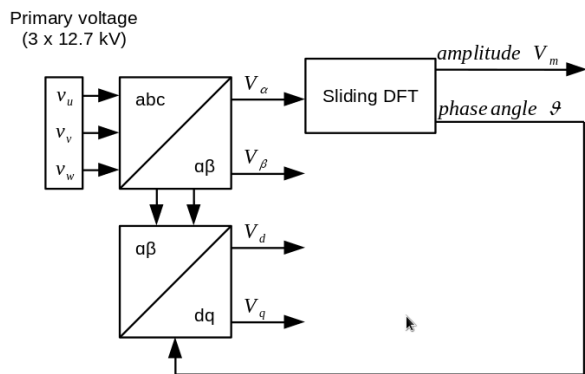 Primary voltage
(3 x 12.7 kV)
v_u
v_v
v_w
abc
αβ
V_α
V_β
Sliding DFT
amplitude V_m
phase angle ϑ
αβ
dq
V_d
V_q